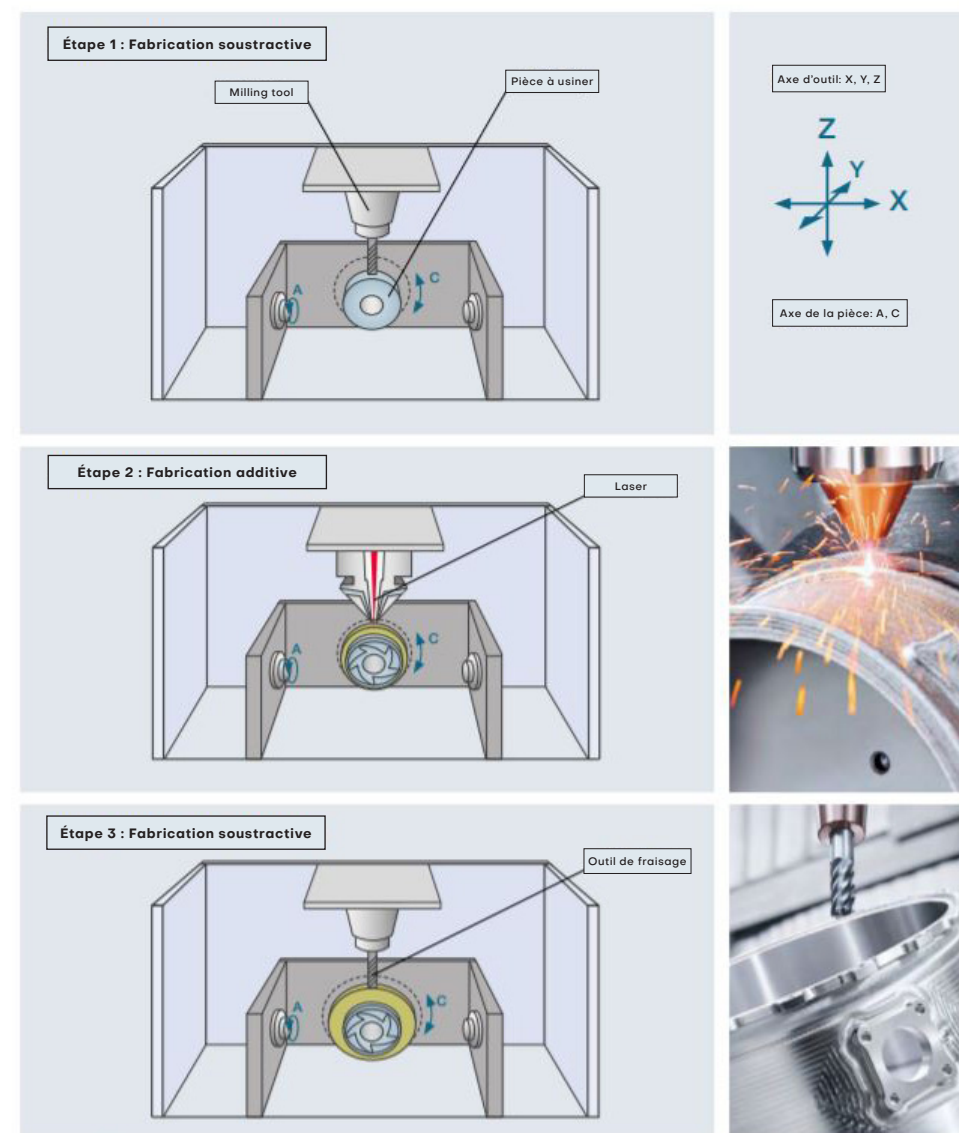 Étape 1 : Fabrication soustractive
Milling tool
Pièce à usiner
A
C
Axe d'outil: X, Y, Z
Z
Y
X
Axe de la pièce: A, C
Étape 2 : Fabrication additive
Laser
A
C
Étape 3 : Fabrication soustractive
Outil de fraisage
A
C